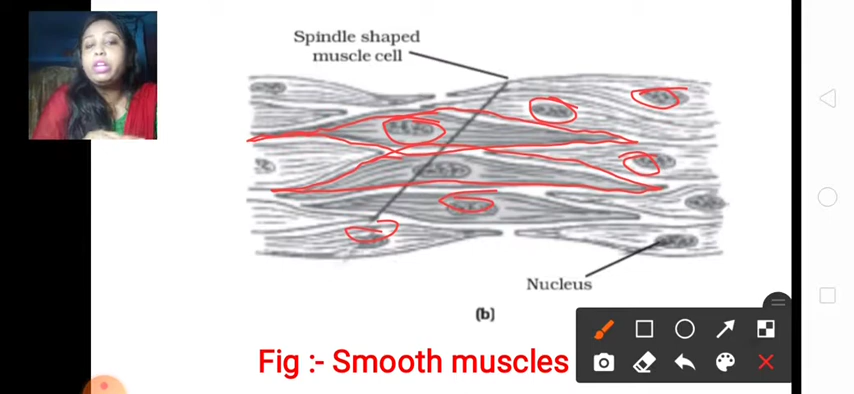 Spindle shaped
muscle cell
Nucleus
(b)
Fig :- Smooth muscles